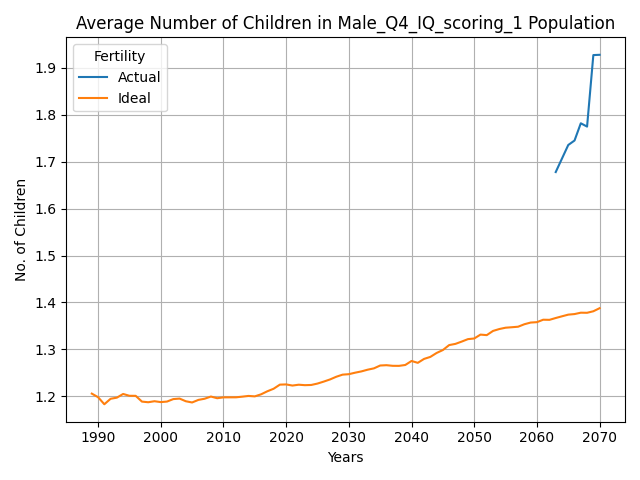 Average Number of Children in Male_Q4_IQ_scoring_1 Population
Fertility
Actual
Ideal
No. of Children
1.9
1.8
1.7
1.6
1.5
1.4
1.3
1.2
1990 2000 2010 2020 2030 2040 2050 2060 2070
Years